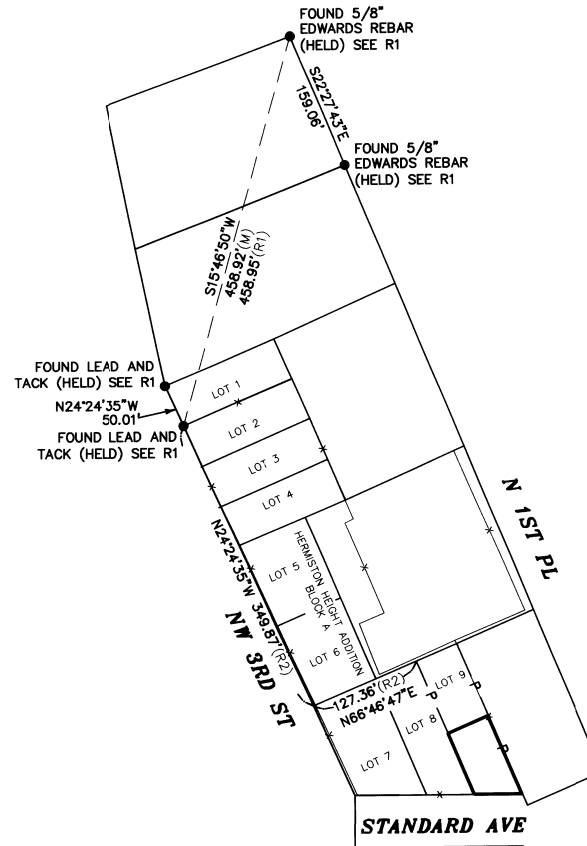 FOUND 5/8"
EDWARDS REBAR
(HELD) SEE R1
S22°27'43"E
159.06'
FOUND 5/8"
EDWARDS REBAR
(HELD) SEE R1
S15°46'50"W
458.92'(M)
458.95'(R1)
FOUND LEAD AND
TACK (HELD) SEE R1
N24°24'35"W
50.01'
FOUND LEAD AND
TACK (HELD) SEE R1
LOT 1
LOT 2
LOT 3
LOT 4
N 1ST PL
N24°24'35"W 349.87'(R2)
LOT 5
HERMISTON HEIGHT ADDITION
BLOCK A
LOT 6
NW 3RD ST
127.36'(R2)
N66°46'47"E
P
P
LOT 9
LOT 8
P
LOT 7
STANDARD AVE